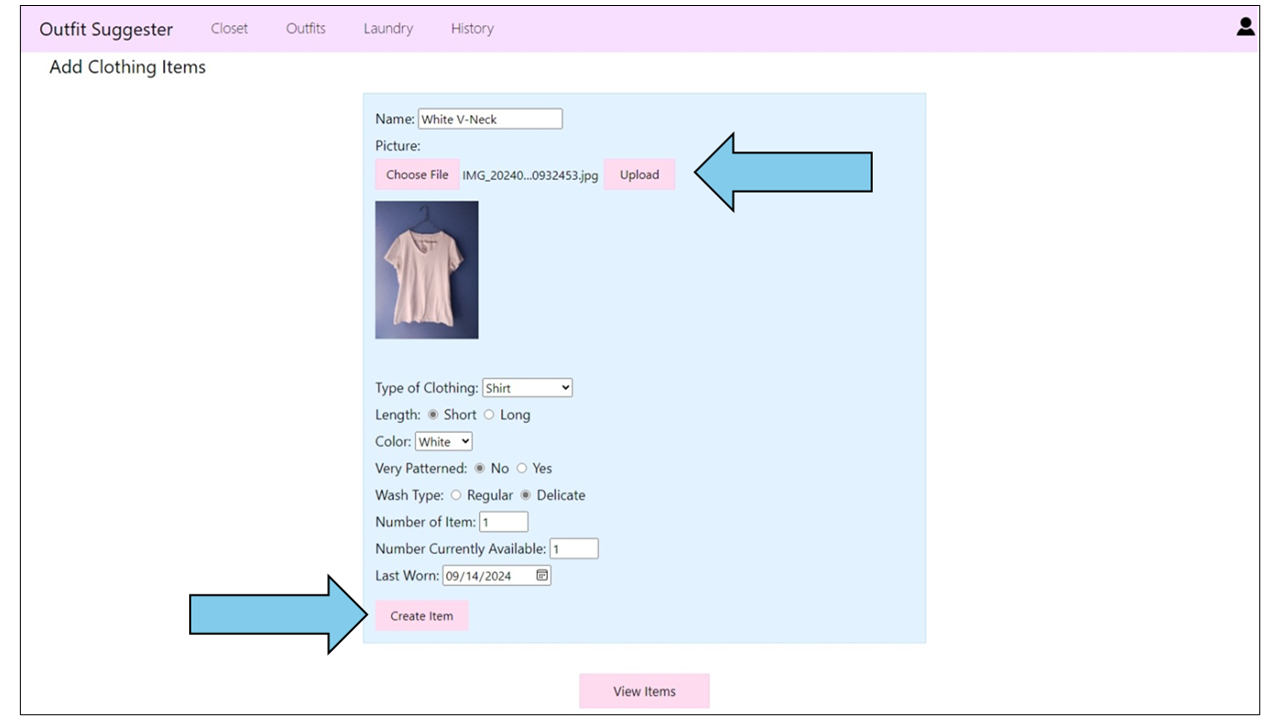 Outfit Suggester Closet Outfits Laundry History
Add Clothing Items
Name: White V-Neck
Picture:
Choose File IMG_20240...0932453.jpg Upload
Type of Clothing: Shirt
Length: Short Long
Color: White
Very Patterned: No Yes
Wash Type: Regular Delicate
Number of Item: 1
Number Currently Available: 1
Last Worn: 09/14/2024
Create Item
View Items